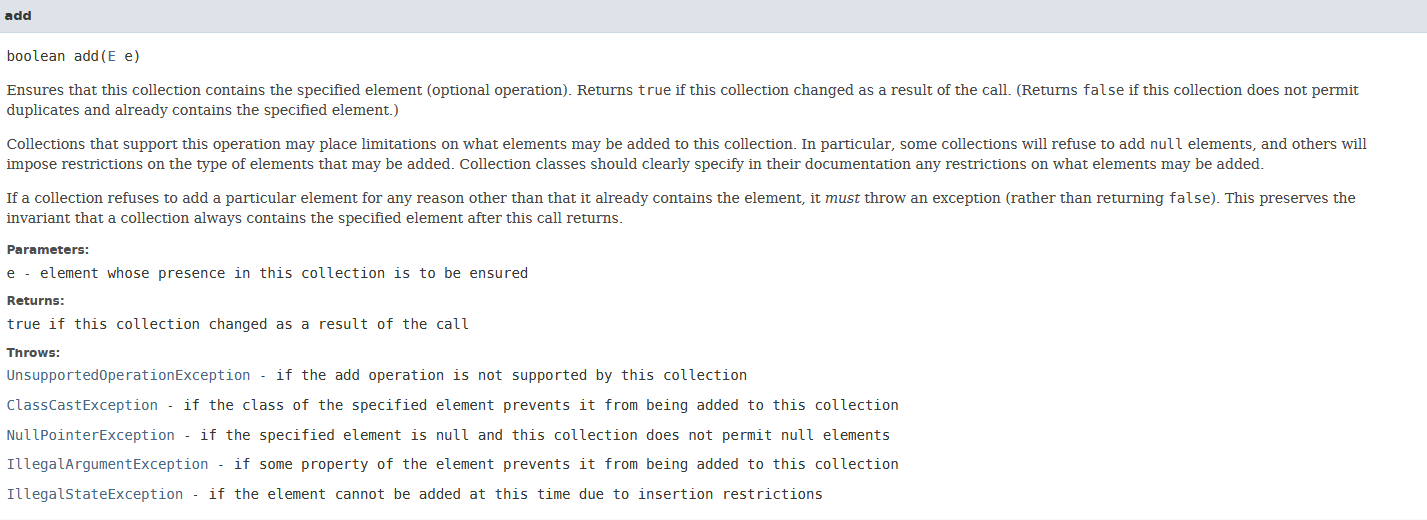 add
boolean add(E e)
Ensures that this collection contains the specified element (optional operation). Returns true if this collection changed as a result of the call. (Returns false if this collection does not permit
duplicates and already contains the specified element.)
Collections that support this operation may place limitations on what elements may be added to this collection. In particular, some collections will refuse to add null elements, and others will
impose restrictions on the type of elements that may be added. Collection classes should clearly specify in their documentation any restrictions on what elements may be added.
If a collection refuses to add a particular element for any reason other than that it already contains the element, it must throw an exception (rather than returning false). This preserves the
invariant that a collection always contains the specified element after this call returns.
Parameters:
e - element whose presence in this collection is to be ensured
Returns:
true if this collection changed as a result of the call
Throws:
UnsupportedOperationException - if the add operation is not supported by this collection
ClassCastException - if the class of the specified element prevents it from being added to this collection
NullPointerException - if the specified element is null and this collection does not permit null elements
IllegalArgumentException - if some property of the element prevents it from being added to this collection
IllegalStateException - if the element cannot be added at this time due to insertion restrictions